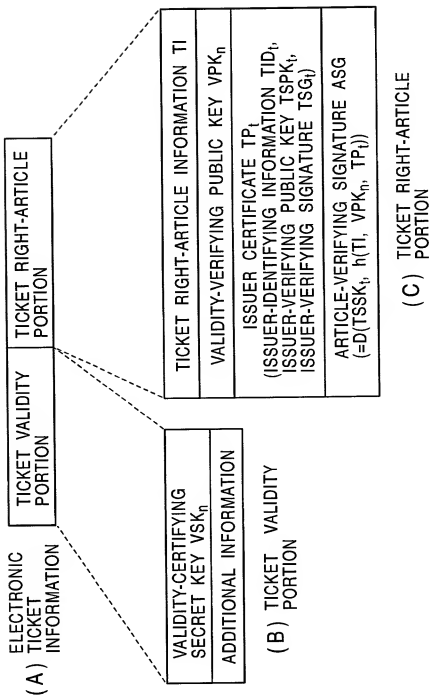 (A)
ELECTRONIC
TICKET
INFORMATION
TICKET VALIDITY
PORTION
TICKET RIGHT-ARTICLE
PORTION
VALIDITY-CERTIFYING
SECRET KEY VSKn
ADDITIONAL INFORMATION
(B) TICKET VALIDITY
PORTION
TICKET RIGHT-ARTICLE INFORMATION TI
VALIDITY-VERIFYING PUBLIC KEY VPKn
ISSUER CERTIFICATE TPt
(ISSUER-IDENTIFYING INFORMATION TIDt,
ISSUER-VERIFYING PUBLIC KEY TSPKt,
ISSUER-VERIFYING SIGNATURE TSGt)
ARTICLE-VERIFYING SIGNATURE ASG
(=D(TSSKt, h(TI, VPKn, TPt))
(C) TICKET RIGHT-ARTICLE
PORTION